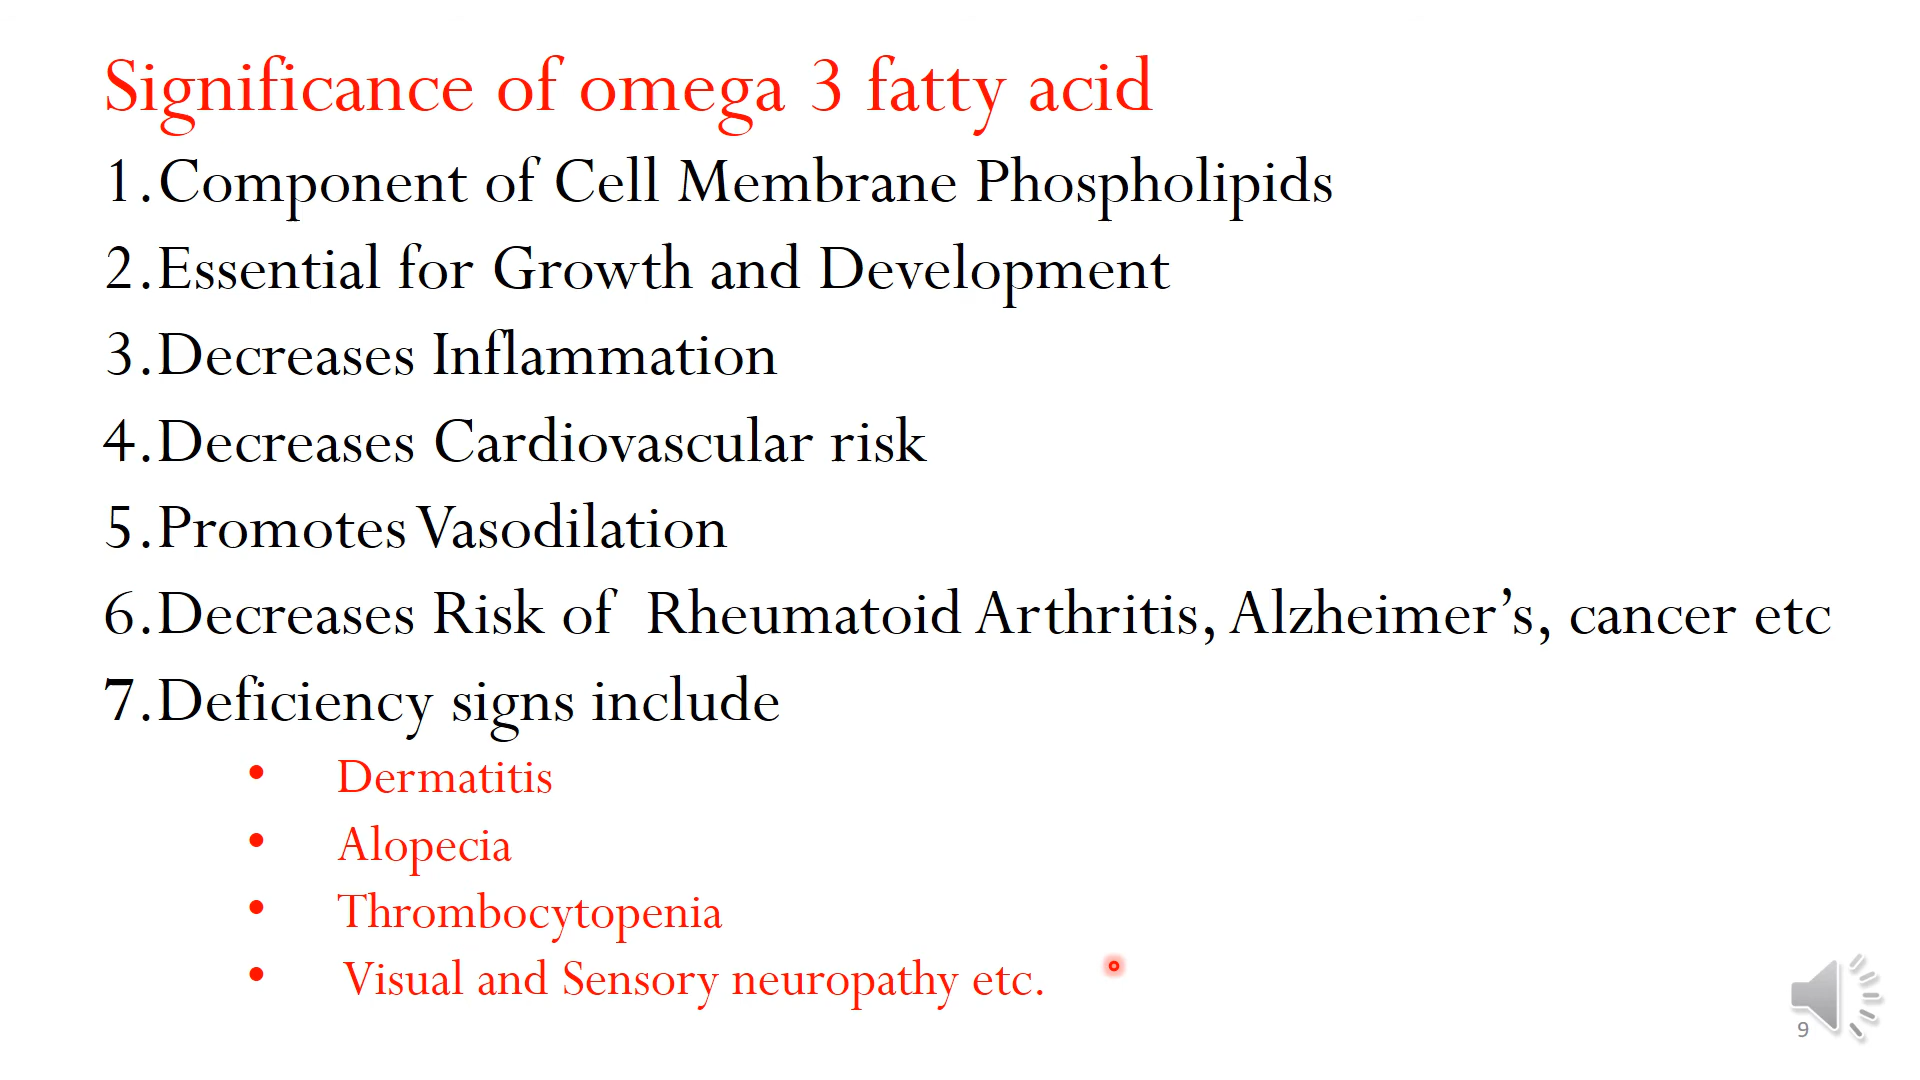 Significance of omega 3 fatty acid
1.Component of Cell Membrane Phospholipids
2.Essential for Growth and Development
3.Decreases Inflammation
4.Decreases Cardiovascular risk
5.Promotes Vasodilation
6.Decreases Risk of Rheumatoid Arthritis, Alzheimer’s, cancer etc
7.Deficiency signs include
• Dermatitis
• Alopecia
• Thrombocytopenia
• Visual and Sensory neuropathy etc.
9